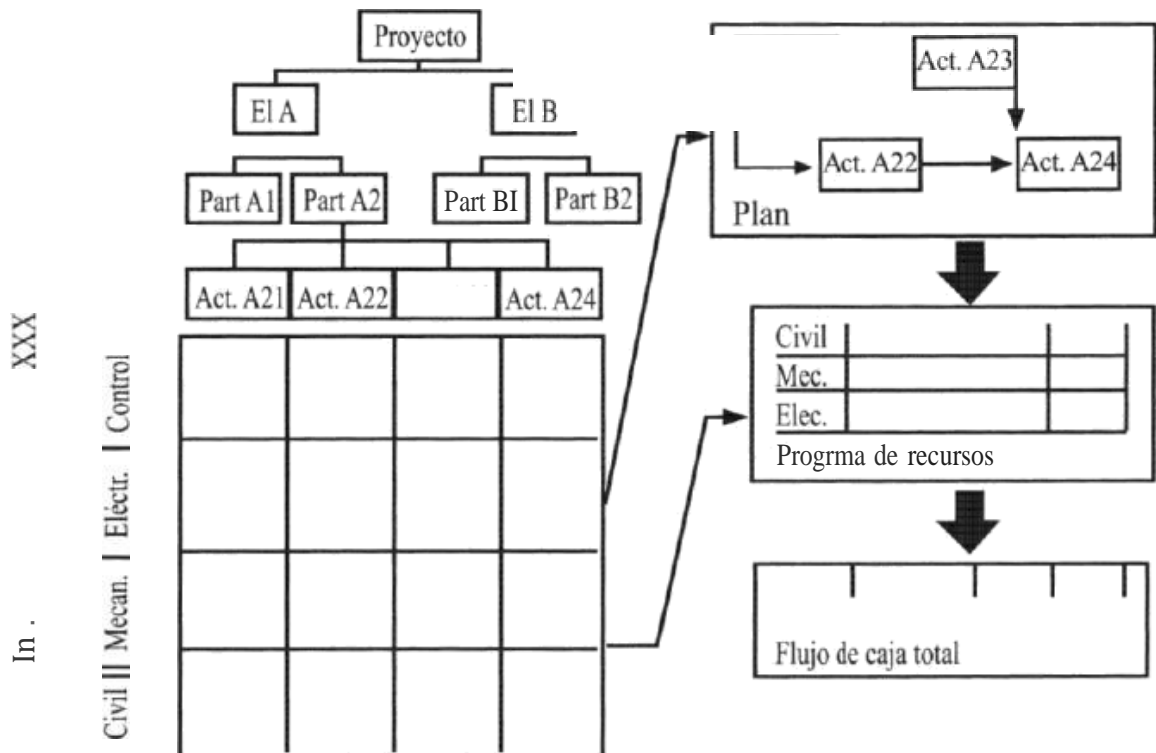 Proyecto
El A
El B
Part A1
Part A2
Part BI
Part B2
Act. A21
Act. A22
Act. A24
XXX
In .
Control
Eléctr.
Mecan.
Civil
Act. A23
Act. A22
Act. A24
Plan
Civil
Mec.
Elec.
Progrma de recursos
Flujo de caja total